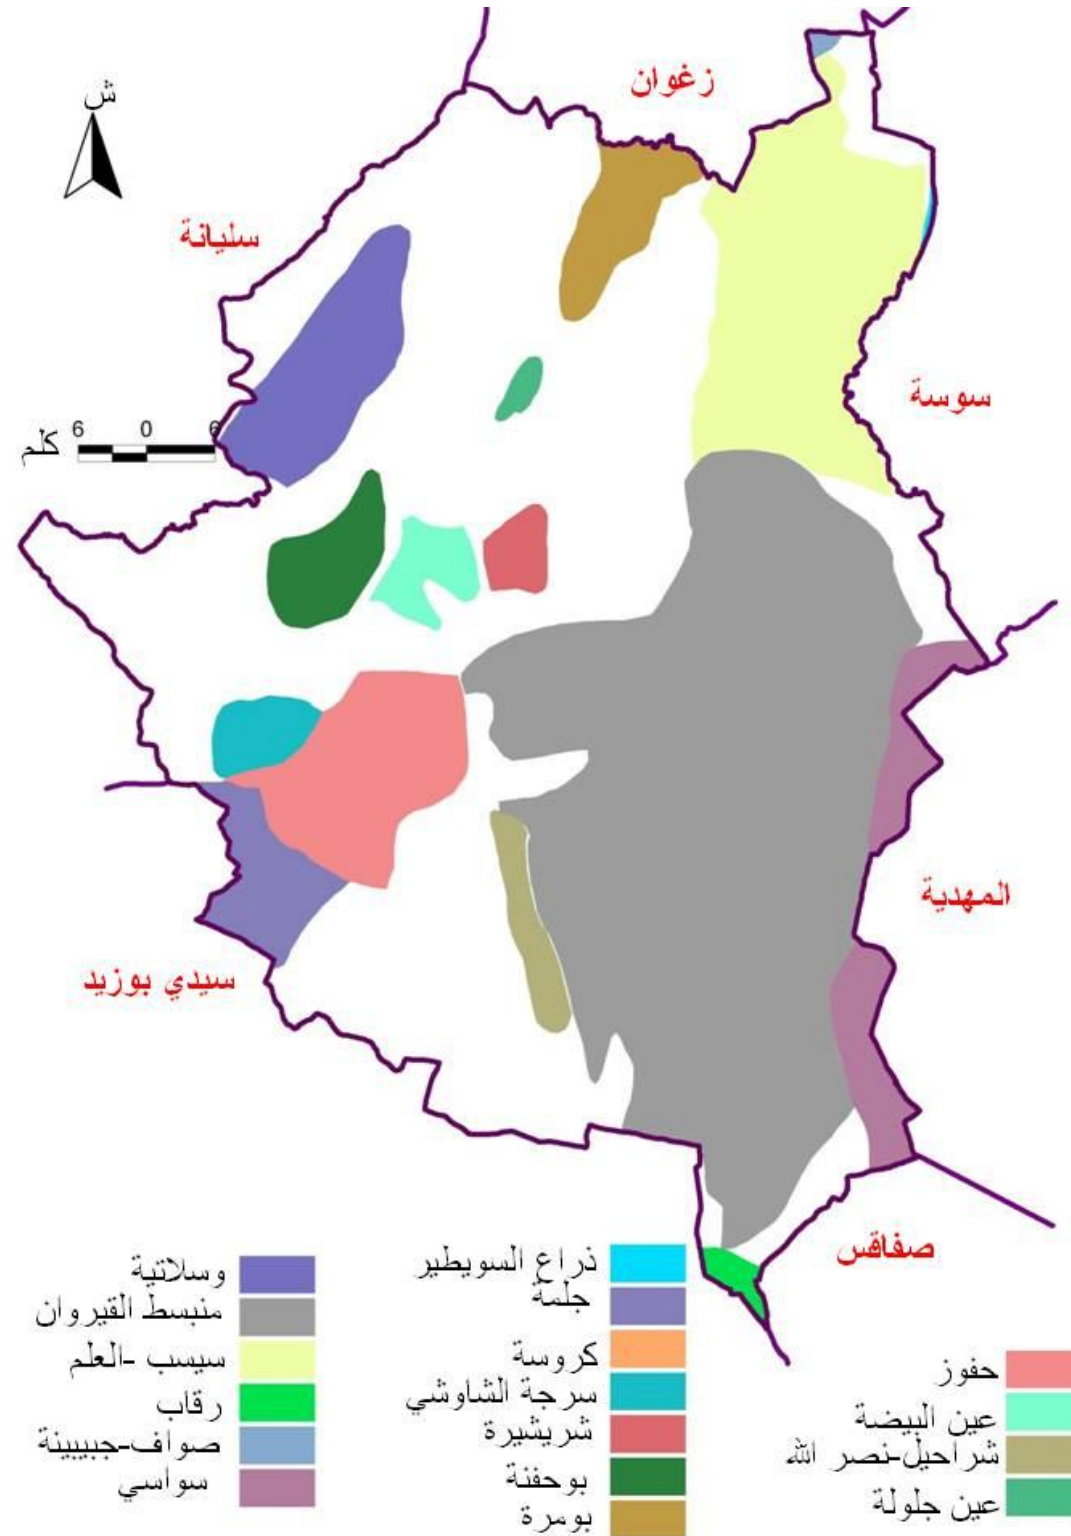 زغوان
ش
سليانة
سوسة
6 0 6
كلم
المهدية
سيدي بوزيد
صفاقس
ذراع السويطير
جلمة
كروسة
سرجة الشاوشي
شريشيرة
بوحفنة
بومرة
وسلاتية
منبسط القيروان
سيسب -العلم
رقاب
صواف-جبيبينة
سواسي
حفوز
عين البيضة
شراحيل-نصر الله
عين جلولة